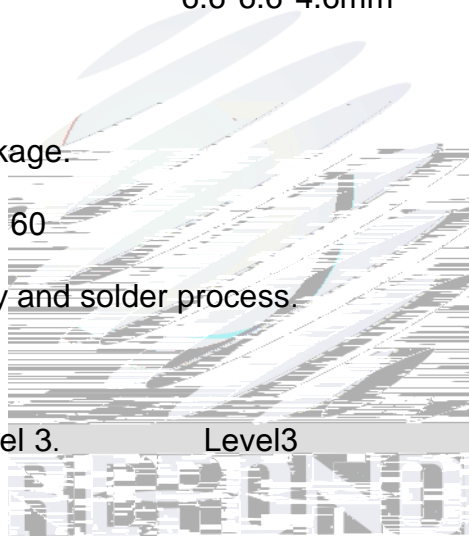 kage.
60
y and solder process.
el 3. Level3